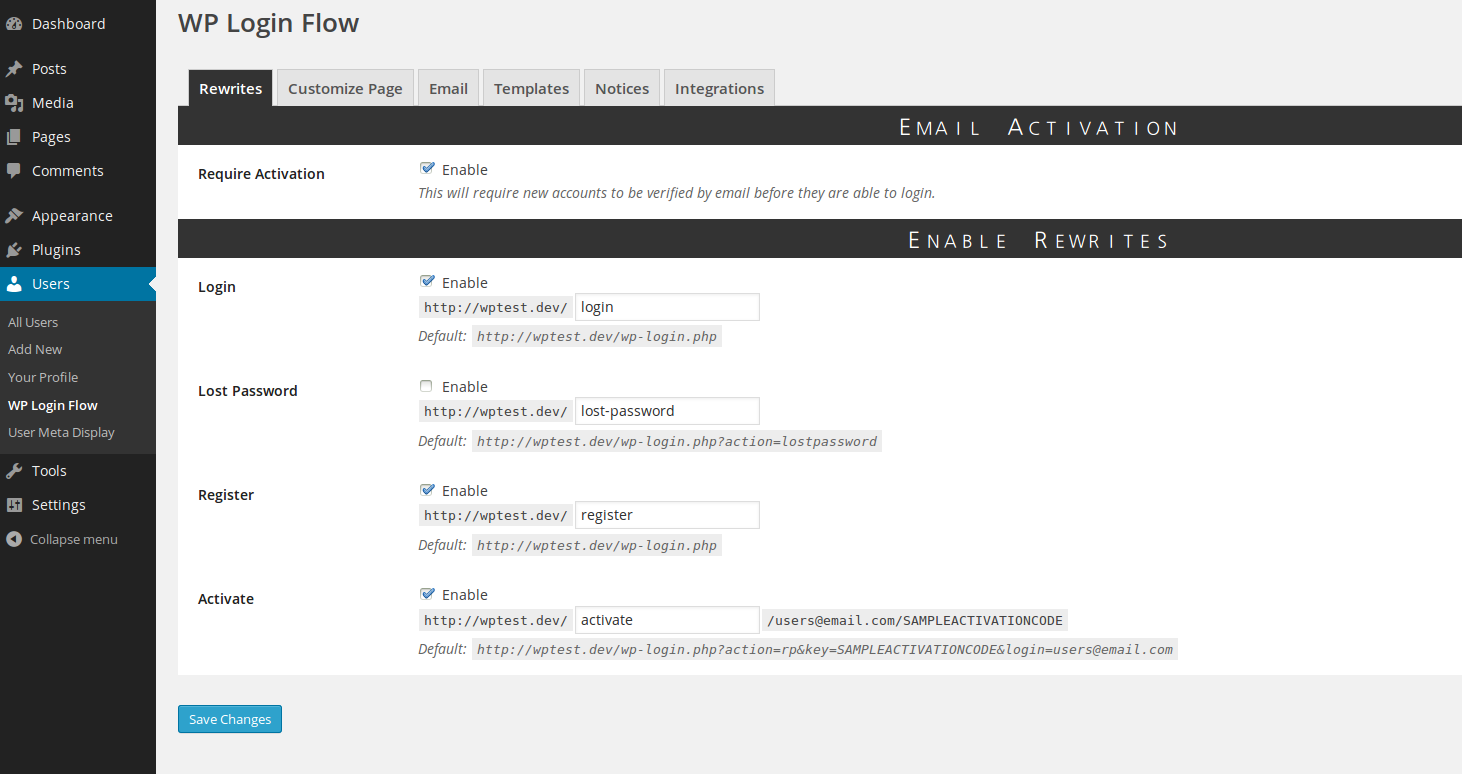 Dashboard
Posts
Media
Pages
Comments
Appearance
Plugins
Users
All Users
Add New
Your Profile
WP Login Flow
User Meta Display
Tools
Settings
Collapse menu
WP Login Flow
Rewrites Customize Page Email Templates Notices Integrations
Email Activation
Require Activation Enable
This will require new accounts to be verified by email before they are able to login.
Enable Rewrites
Login Enable
http://wptest.dev/ login
Default: http://wptest.dev/wp-login.php
Lost Password Enable
http://wptest.dev/ lost-password
Default: http://wptest.dev/wp-login.php?action=lostpassword
Register Enable
http://wptest.dev/ register
Default: http://wptest.dev/wp-login.php
Activate Enable
http://wptest.dev/ activate /users@email.com/SAMPLEACTIVATIONCODE
Default: http://wptest.dev/wp-login.php?action=rp&key=SAMPLEACTIVATIONCODE&login=users@email.com
Save Changes